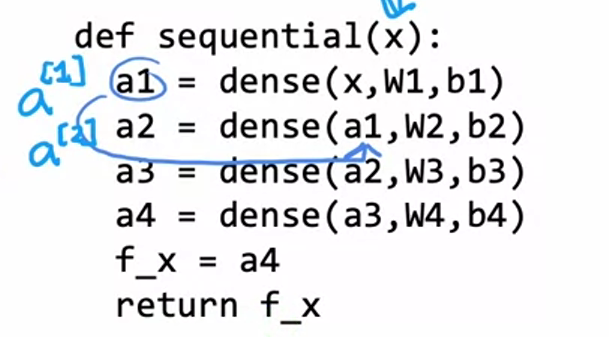 def sequential(x):
a[1] a1 = dense(x,W1,b1)
a[2] a2 = dense(a1,W2,b2)
a3 = dense(a2,W3,b3)
a4 = dense(a3,W4,b4)
f_x = a4
return f_x